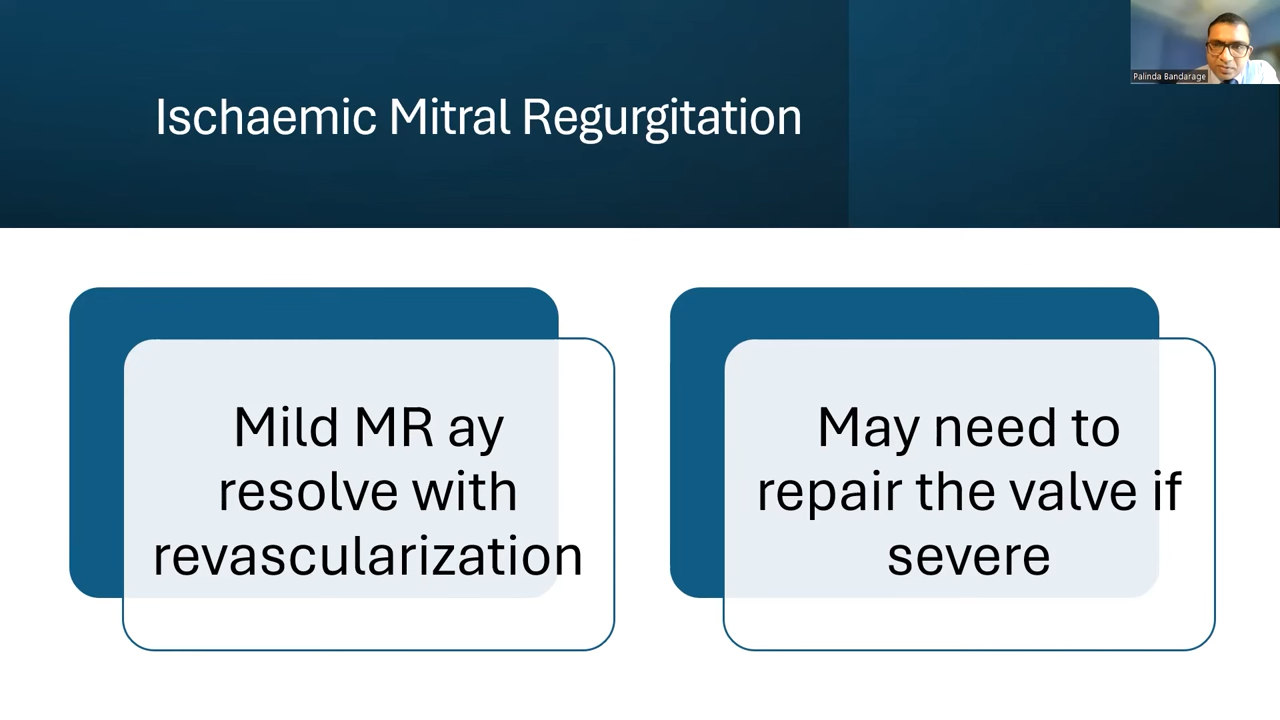 Palinda Bandarage
Ischaemic Mitral Regurgitation
Mild MR ay
resolve with
revascularization
May need to
repair the valve if
severe